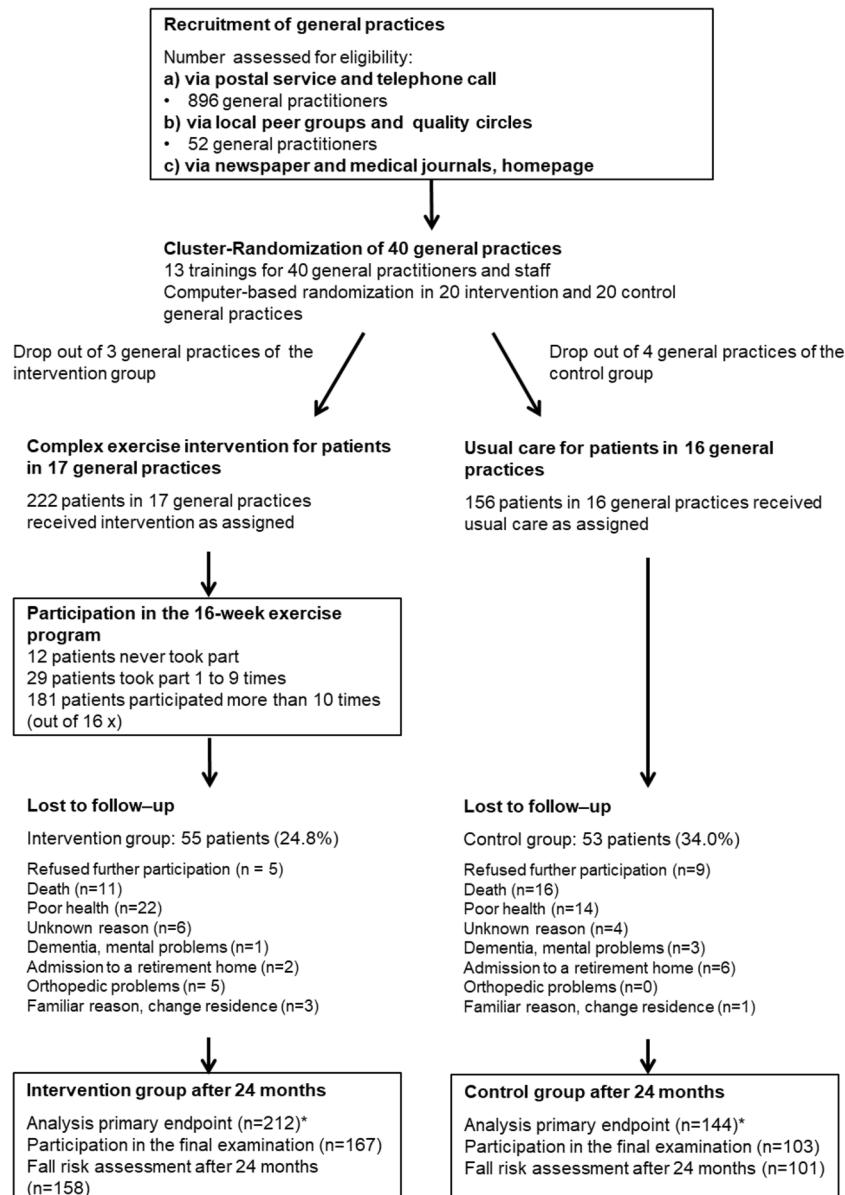 Recruitment of general practices
Number assessed for eligibility:
a) via postal service and telephone call
• 896 general practitioners
b) via local peer groups and quality circles
• 52 general practitioners
c) via newspaper and medical journals, homepage
Cluster-Randomization of 40 general practices
13 trainings for 40 general practitioners and staff
Computer-based randomization in 20 intervention and 20 control
general practices
Drop out of 3 general practices of the
intervention group
Drop out of 4 general practices of the
control group
Complex exercise intervention for patients
in 17 general practices
222 patients in 17 general practices
received intervention as assigned
Usual care for patients in 16 general
practices
156 patients in 16 general practices received
usual care as assigned
Participation in the 16-week exercise
program
12 patients never took part
29 patients took part 1 to 9 times
181 patients participated more than 10 times
(out of 16 x)
Lost to follow–up
Intervention group: 55 patients (24.8%)
Refused further participation (n = 5)
Death (n=11)
Poor health (n=22)
Unknown reason (n=6)
Dementia, mental problems (n=1)
Admission to a retirement home (n=2)
Orthopedic problems (n= 5)
Familiar reason, change residence (n=3)
Lost to follow–up
Control group: 53 patients (34.0%)
Refused further participation (n=9)
Death (n=16)
Poor health (n=14)
Unknown reason (n=4)
Dementia, mental problems (n=3)
Admission to a retirement home (n=6)
Orthopedic problems (n=0)
Familiar reason, change residence (n=1)
Intervention group after 24 months
Analysis primary endpoint (n=212)*
Participation in the final examination (n=167)
Fall risk assessment after 24 months
(n=158)
Control group after 24 months
Analysis primary endpoint (n=144)*
Participation in the final examination (n=103)
Fall risk assessment after 24 months (n=101)